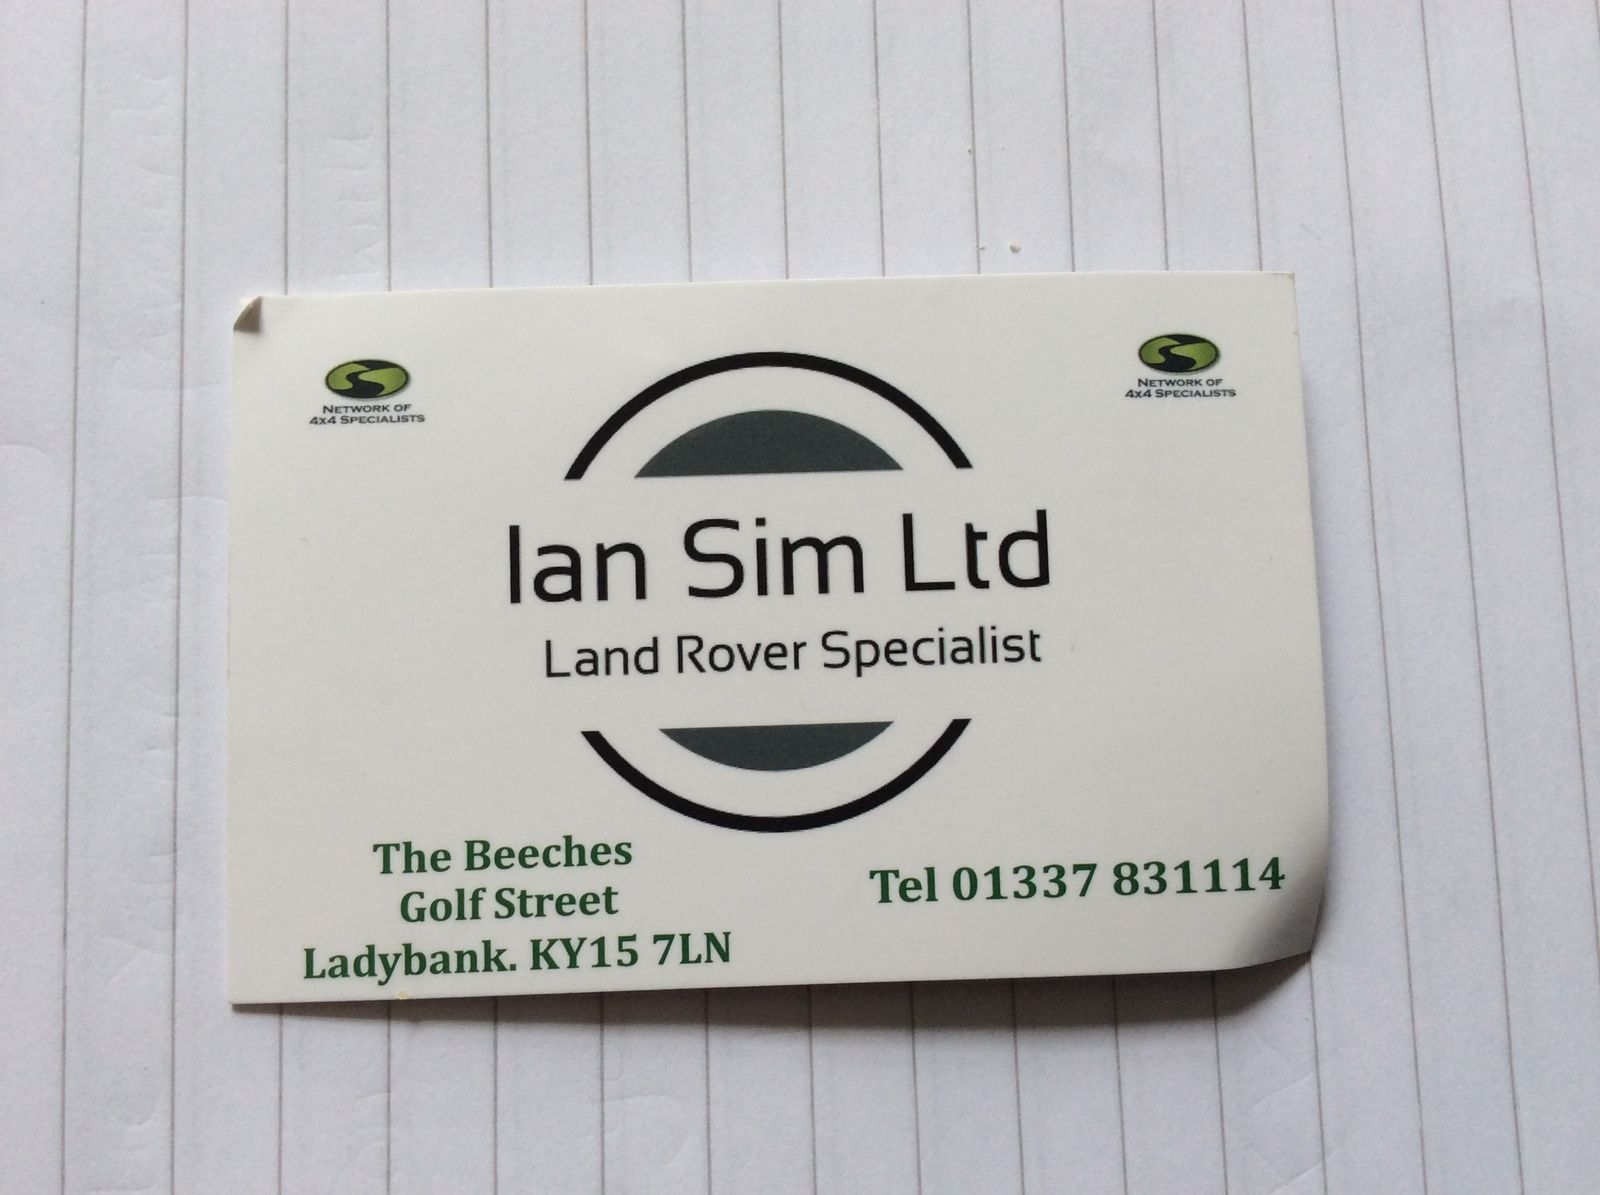 NETWORK OF
4x4 SPECIALISTS
NETWORK OF
4x4 SPECIALISTS
Ian Sim Ltd
Land Rover Specialist
The Beeches
Golf Street
Ladybank. KY15 7LN
Tel 01337 831114